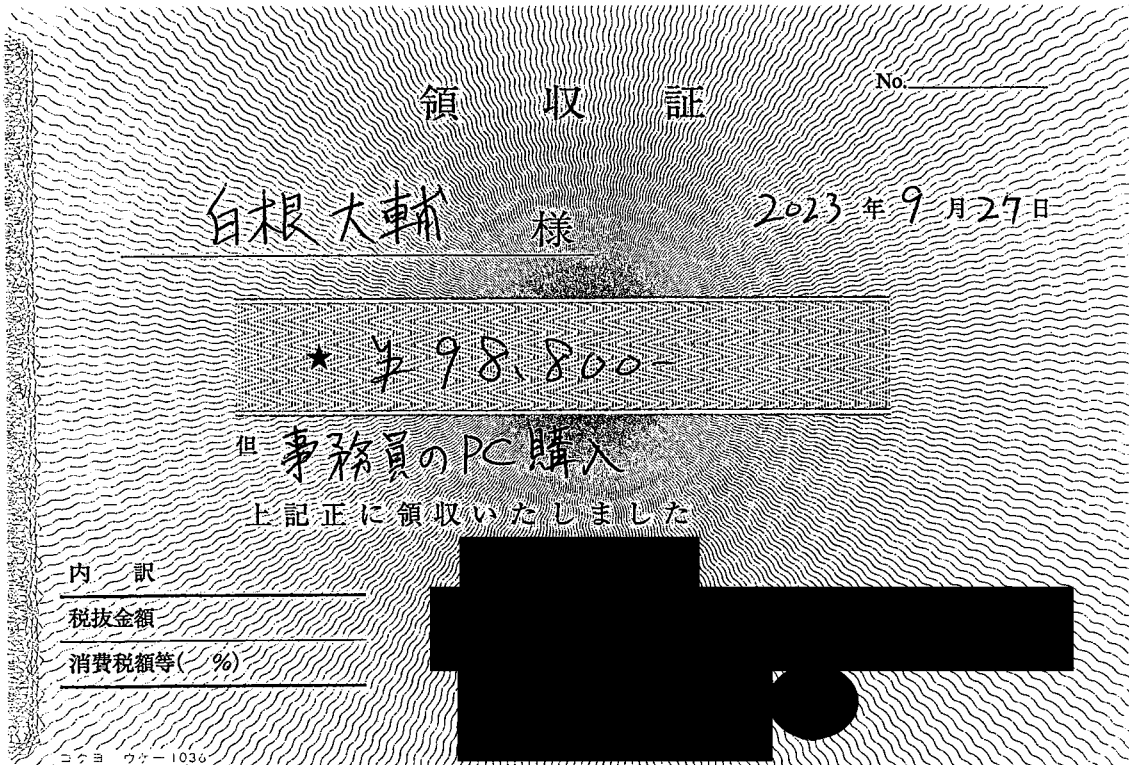 領収証
No.
白根大輔 様
2023年9月27日
★ ¥98,800-
但 事務員のPC購入
上記正に領収いたしました
内 訳
税抜金額
消費税額等( %)
コクヨ ウケ-1036